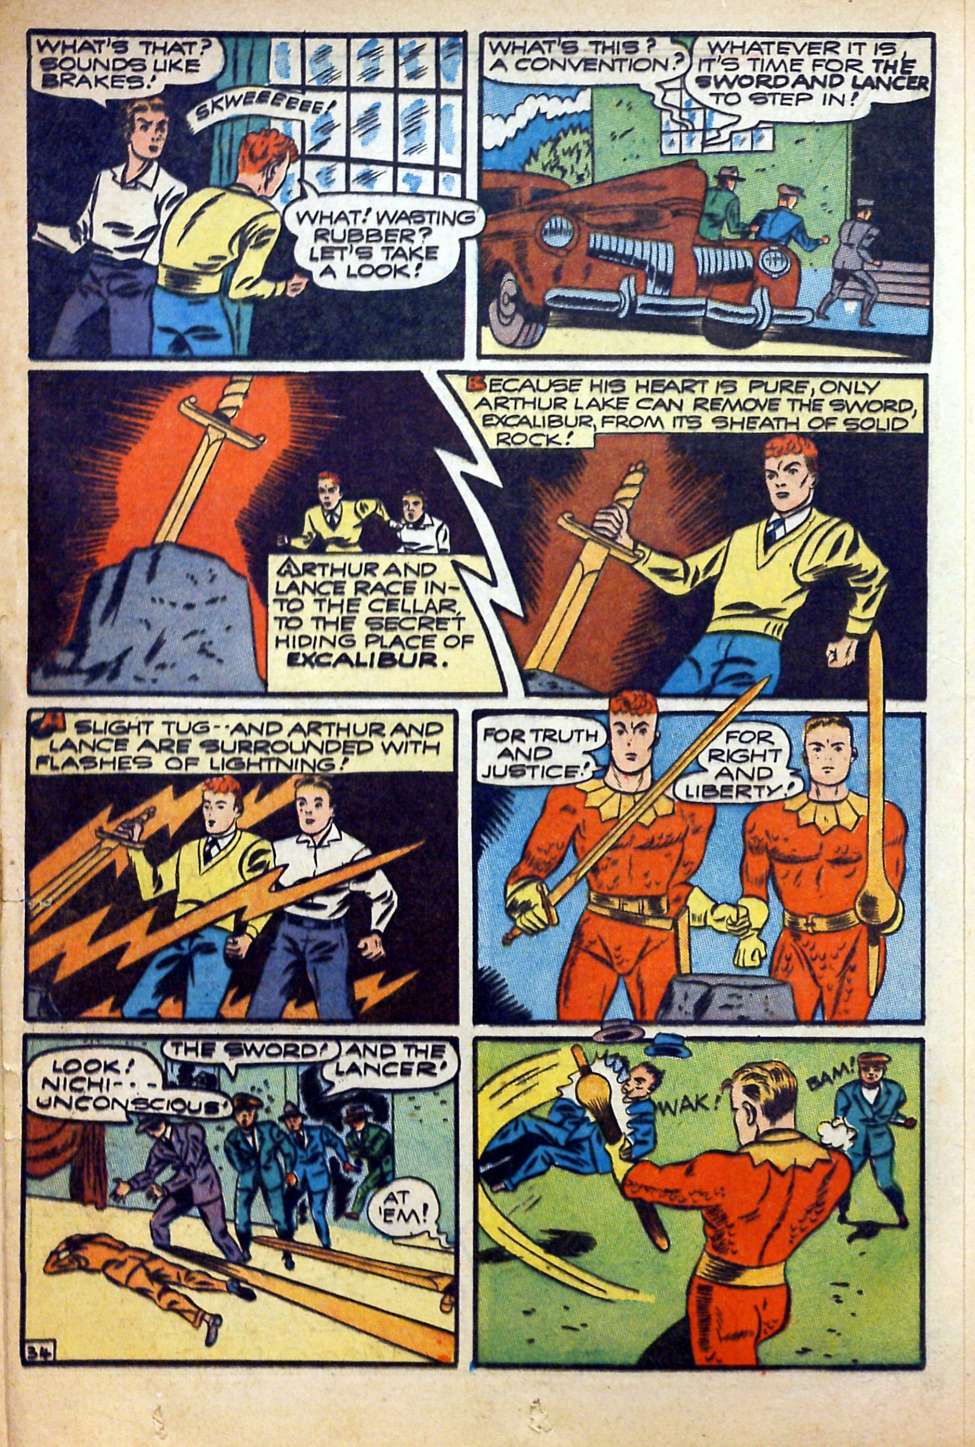 WHAT'S THAT?
SOUNDS LIKE
BRAKES!
SKWEEEEEE!
WHAT! WASTING
RUBBER?
LET'S TAKE
A LOOK!
WHAT'S THIS?
A CONVENTION?
WHATEVER IT IS,
IT'S TIME FOR THE
SWORD AND LANCER
TO STEP IN!
ARTHUR AND
LANCE RACE IN-
TO THE CELLAR,
TO THE SECRET
HIDING PLACE OF
EXCALIBUR.
BECAUSE HIS HEART IS PURE, ONLY
ARTHUR LAKE CAN REMOVE THE SWORD,
EXCALIBUR, FROM ITS SHEATH OF SOLID
ROCK!
A SLIGHT TUG--AND ARTHUR AND
LANCE ARE SURROUNDED WITH
FLASHES OF LIGHTNING!
FOR TRUTH
AND
JUSTICE!
FOR
RIGHT
AND
LIBERTY!
LOOK!
NICHI---
UNCONSCIOUS!
THE SWORD!
AND THE
LANCER!
AT
'EM!
34
WAK!
BAM!